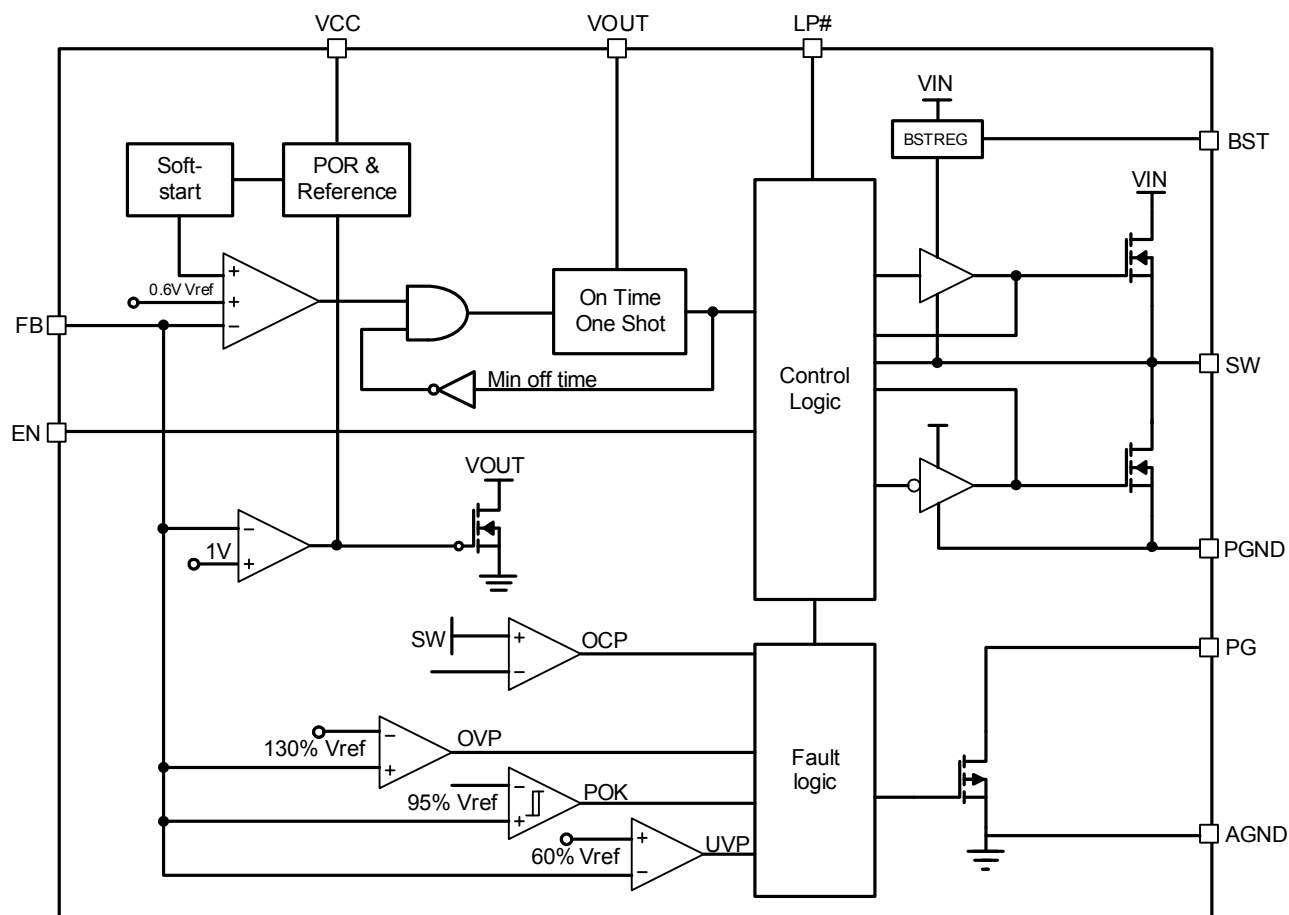 VCC
VOUT
LP#
VIN
BSTREG
BST
Soft-
start
POR &
Reference
VIN
0.6V Vref
+
+
−
On Time
One Shot
FB
Min off time
Control
Logic
SW
EN
VOUT
−
1V
+
PGND
SW
+
−
OCP
PG
130% Vref
−
+
OVP
Fault
logic
95% Vref
−
+
POK
60% Vref
+
−
UVP
AGND